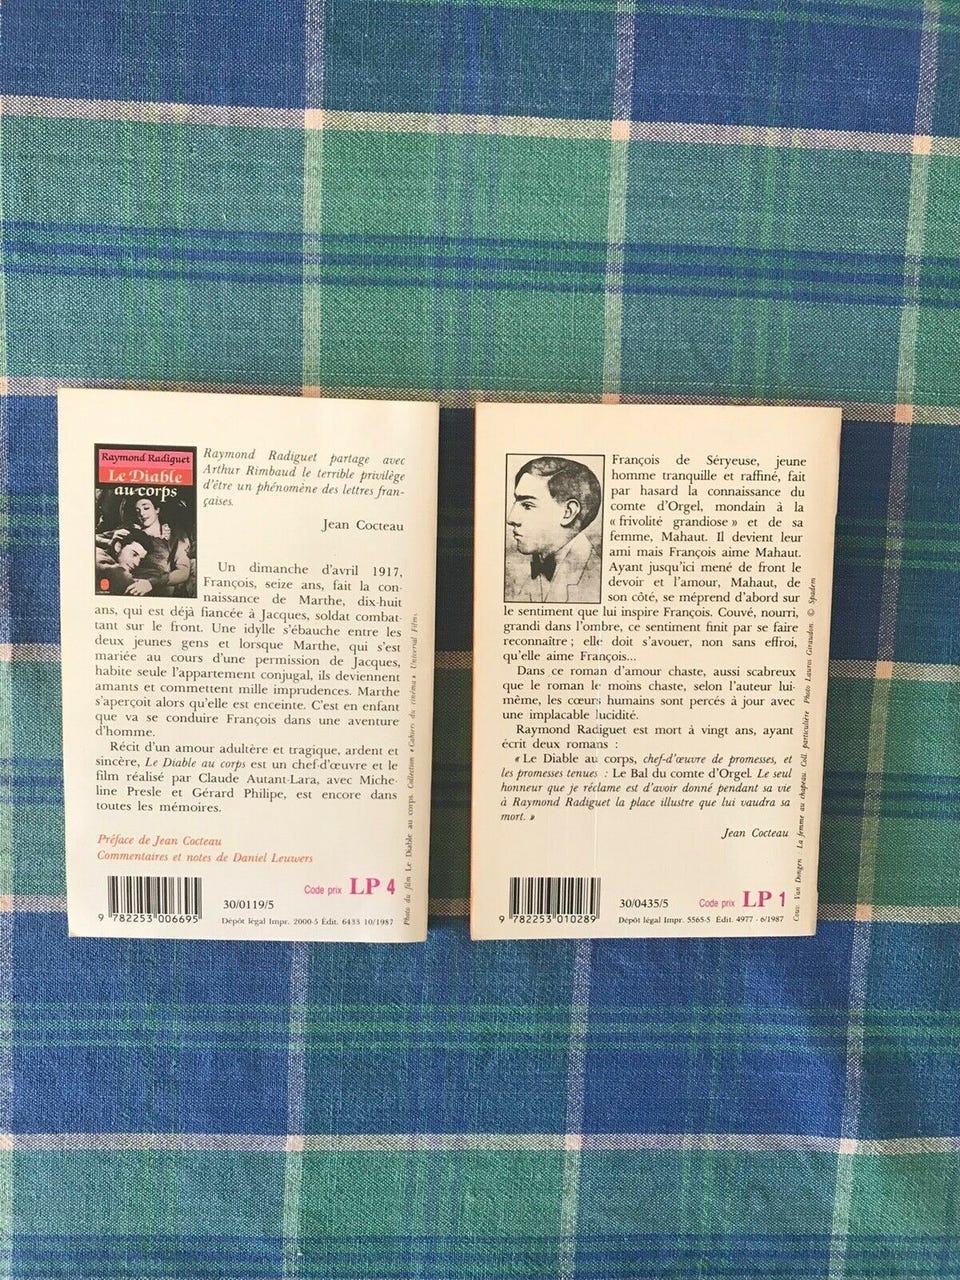 Raymond Radiguet
Le Diable
au corps
Raymond Radiguet partage avec
Arthur Rimbaud le terrible privilège
d'être un phénomène des lettres fran-
çaises.
Jean Cocteau
Un dimanche d'avril 1917,
François, seize ans, fait la con-
naissance de Marthe, dix-huit
ans, qui est déjà fiancée à Jacques, soldat combat-
tant sur le front. Une idylle s'ébauche entre les
deux jeunes gens et lorsque Marthe, qui s'est
mariée au cours d'une permission de Jacques,
habite seule l'appartement conjugal, ils deviennent
amants et commettent mille imprudences. Marthe
s'aperçoit alors qu'elle est enceinte. C'est en enfant
que va se conduire François dans une aventure
d'homme.
Récit d'un amour adultère et tragique, ardent et
sincère, Le Diable au corps est un chef-d'œuvre et le
film réalisé par Claude Autant-Lara, avec Miche-
line Presle et Gérard Philipe, est encore dans
toutes les mémoires.
Préface de Jean Cocteau
Commentaires et notes de Daniel Leuwers
Code prix LP 4
9 782253 006695
30/0119/5
Dépôt légal Impr. 2000-5 Édit. 6433 10/1987
Photo du film Le Diable au corps. Collection « Cahiers du cinéma ». Universal Films.
François de Séryeuse, jeune
homme tranquille et raffiné, fait
par hasard la connaissance du
comte d'Orgel, mondain à la
« frivolité grandiose » et de sa
femme, Mahaut. Il devient leur
ami mais François aime Mahaut.
Ayant jusqu'ici mené de front le
devoir et l'amour, Mahaut, de
son côté, se méprend d'abord sur
le sentiment que lui inspire François. Couvé, nourri,
grandi dans l'ombre, ce sentiment finit par se faire
reconnaître ; elle doit s'avouer, non sans effroi,
qu'elle aime François...
Dans ce roman d'amour chaste, aussi scabreux
que le roman le moins chaste, selon l'auteur lui-
même, les cœurs humains sont percés à jour avec
une implacable lucidité.
Raymond Radiguet est mort à vingt ans, ayant
écrit deux romans :
« Le Diable au corps, chef-d'œuvre de promesses, et
les promesses tenues : Le Bal du comte d'Orgel. Le seul
honneur que je réclame est d'avoir donné pendant sa vie
à Raymond Radiguet la place illustre que lui vaudra sa
mort. »
Jean Cocteau
Code prix LP 1
9 782253 010289
30/0435/5
Dépôt légal Impr. 5565-5 Édit. 4977 - 6/1987
Couv. Van Dongen : La femme au chapeau. Coll. particulière. Photo Lauros Giraudon. © Spadem